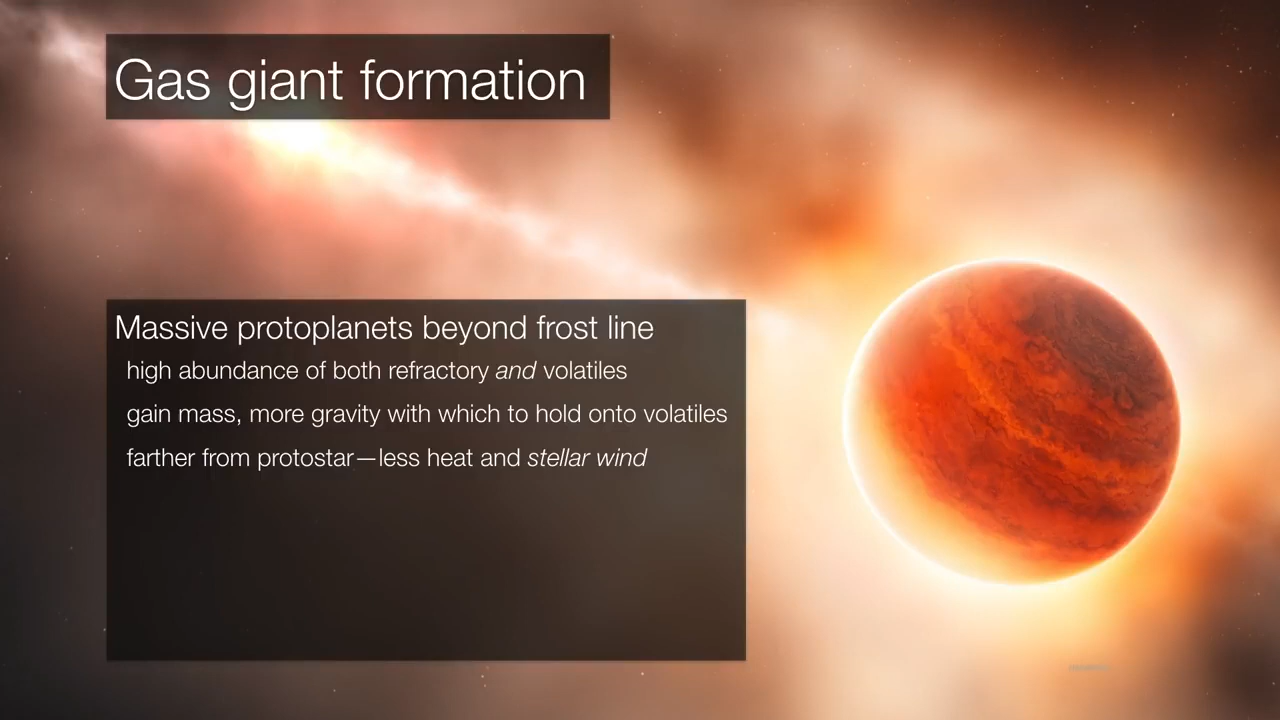 Gas giant formation
Massive protoplanets beyond frost line
high abundance of both refractory and volatiles
gain mass, more gravity with which to hold onto volatiles
farther from protostar—less heat and stellar wind